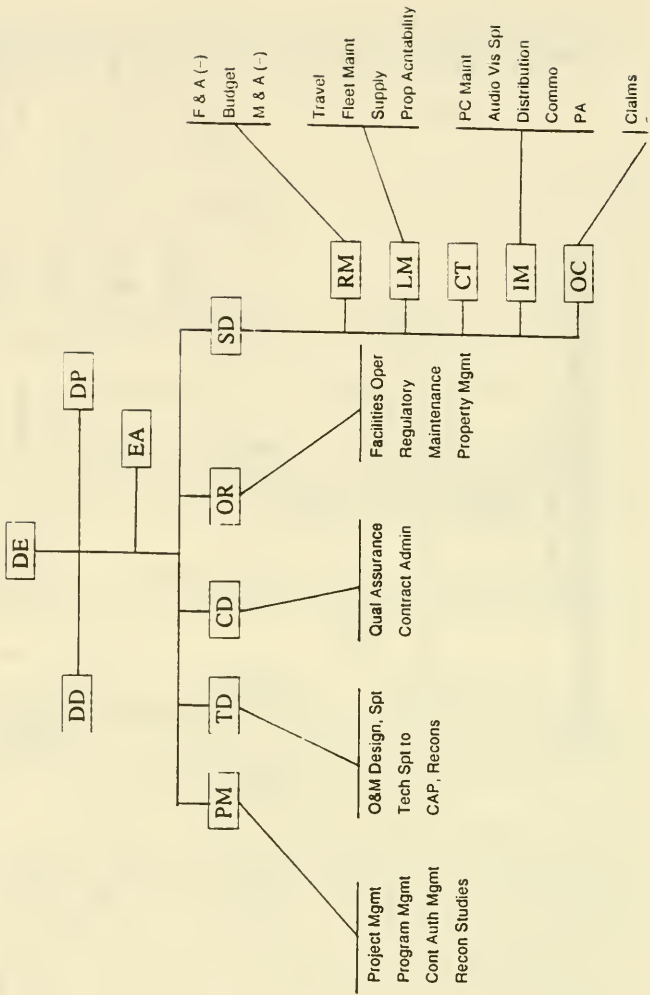 DE
DD
DP
EA
PM
TD
CD
OR
SD
Project Mgmt
Program Mgmt
Cont Auth Mgmt
Recon Studies
O&M Design, Spt
Tech Spt to
CAP, Recons
Qual Assurance
Contract Admin
Facilities Oper
Regulatory
Maintenance
Property Mgmt
RM
LM
CT
IM
OC
F & A (-)
Budget
M & A (-)
Travel
Fleet Maint
Supply
Prop Acntability
PC Maint
Audio Vis Spl
Distribution
Commo
PA
Claims